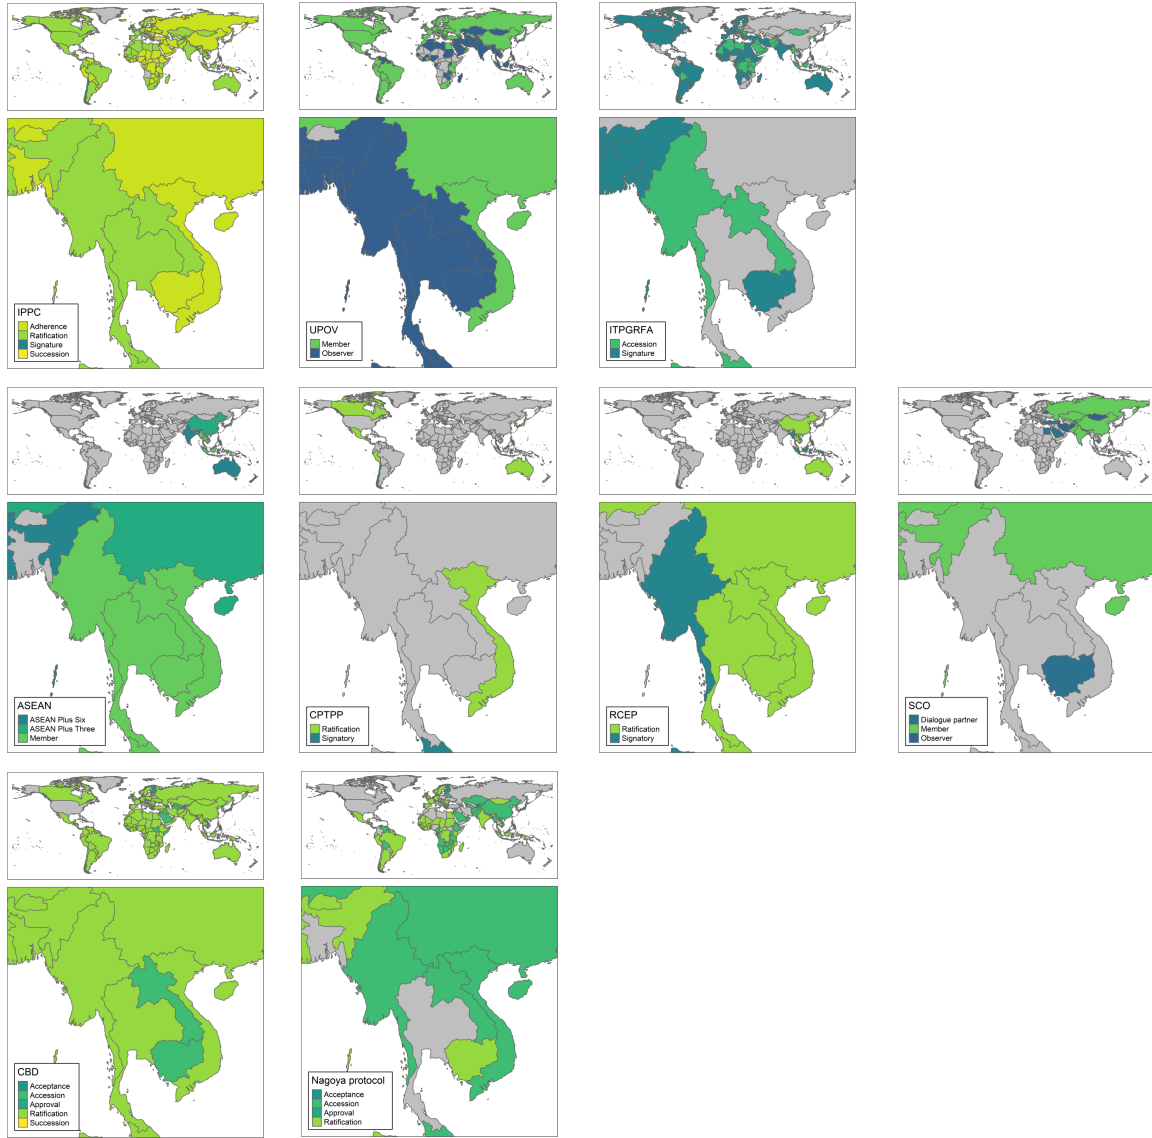 IPPC
Adherence
Ratification
Signature
Succession
UPOV
Member
Observer
ITPGRFA
Accession
Signature
ASEAN
ASEAN Plus Six
ASEAN Plus Three
Member
CPTPP
Ratification
Signatory
RCEP
Ratification
Signatory
SCO
Dialogue partner
Member
Observer
CBD
Acceptance
Accession
Approval
Ratification
Succession
Nagoya protocol
Acceptance
Accession
Approval
Ratification